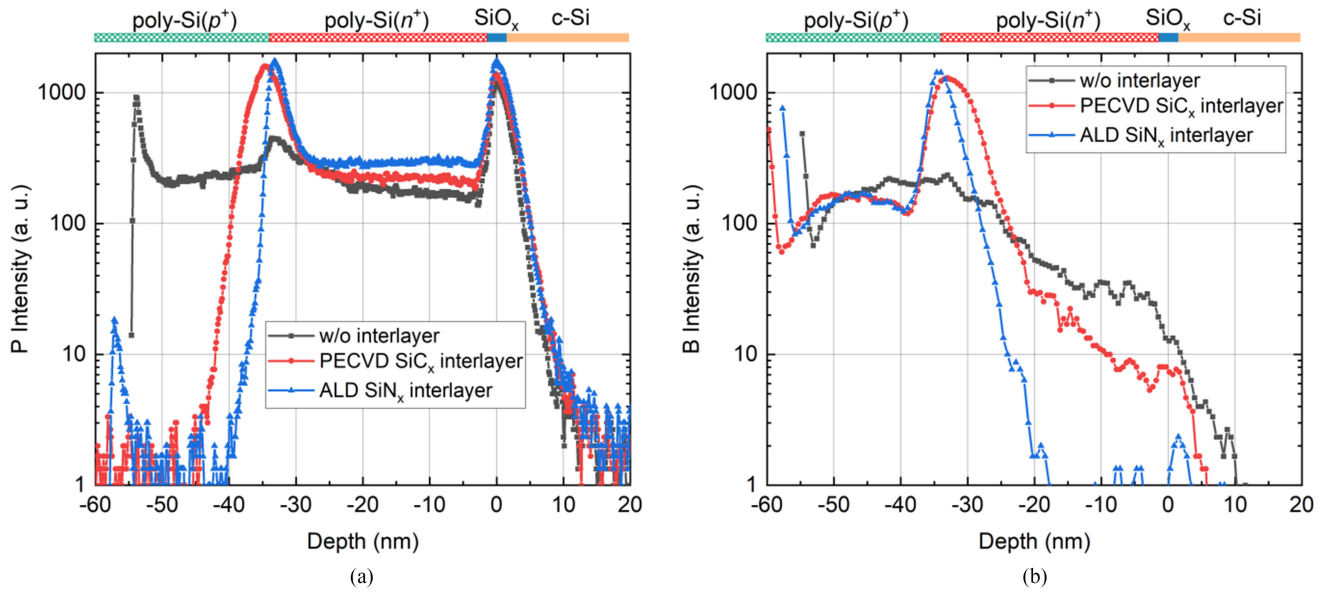 poly-Si(p⁺) poly-Si(n⁺) SiOₓ c-Si
1000
100
10
1
P Intensity (a. u.)
w/o interlayer
PECVD SiCₓ interlayer
ALD SiNₓ interlayer
-60 -50 -40 -30 -20 -10 0 10 20
Depth (nm)
(a)
poly-Si(p⁺) poly-Si(n⁺) SiOₓ c-Si
1000
100
10
1
B Intensity (a. u.)
w/o interlayer
PECVD SiCₓ interlayer
ALD SiNₓ interlayer
-60 -50 -40 -30 -20 -10 0 10 20
Depth (nm)
(b)